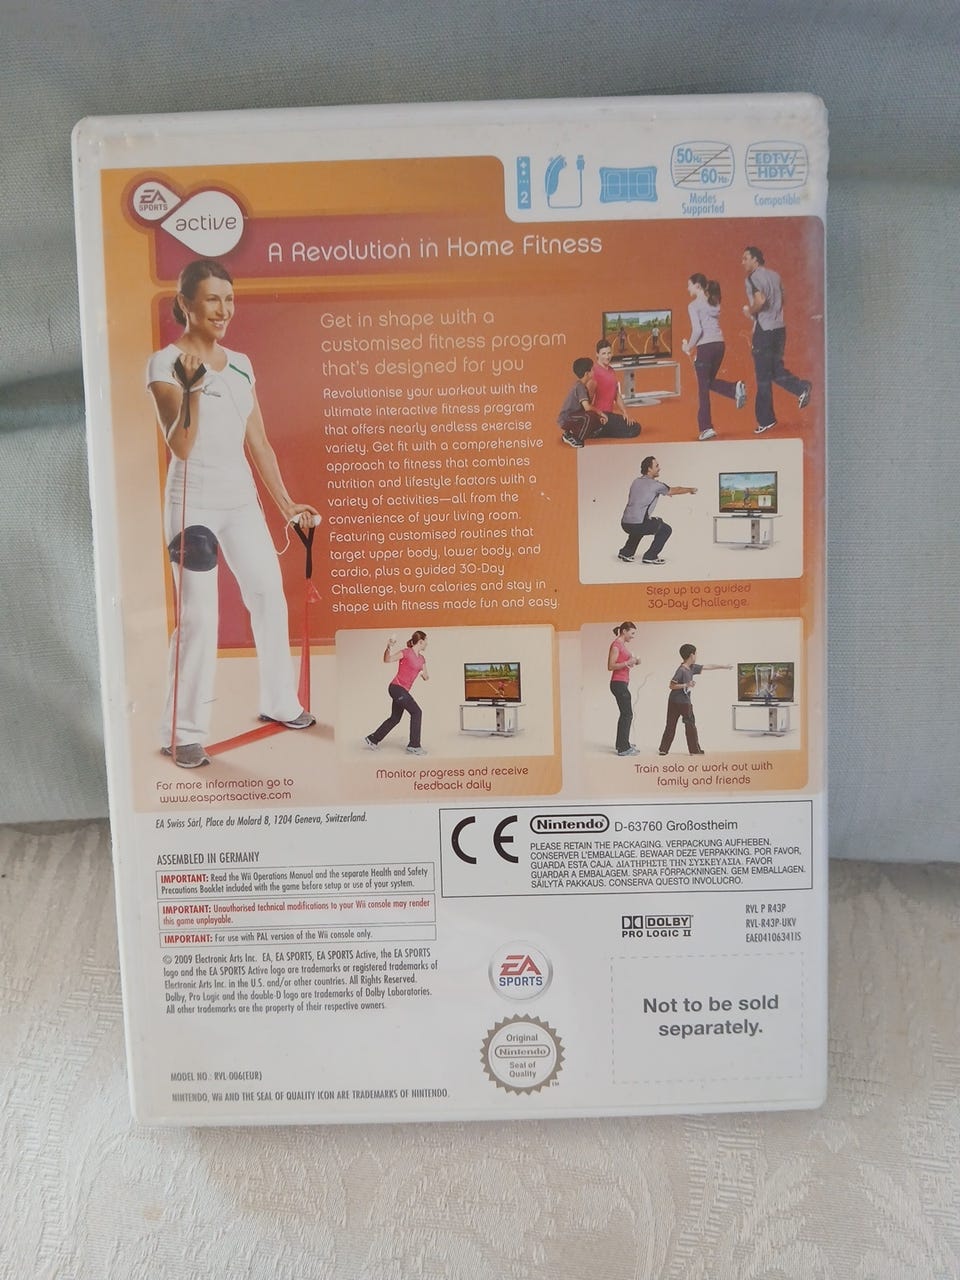 2
50Hz
60Hz
Modes
Supported
EDTV/
HDTV
Compatible
EA
SPORTS
active
A Revolution in Home Fitness
Get in shape with a
customised fitness program
that's designed for you
Revolutionise your workout with the
ultimate interactive fitness program
that offers nearly endless exercise
variety. Get fit with a comprehensive
approach to fitness that combines
nutrition and lifestyle factors with a
variety of activities—all from the
convenience of your living room.
Featuring customised routines that
target upper body, lower body, and
cardio, plus a guided 30-Day
Challenge, burn calories and stay in
shape with fitness made fun and easy.
Step up to a guided
30-Day Challenge.
Monitor progress and receive
feedback daily
Train solo or work out with
family and friends
For more information go to
www.easportsactive.com
EA Swiss Sàrl, Place du Molard 8, 1204 Geneva, Switzerland.
ASSEMBLED IN GERMANY
IMPORTANT: Read the Wii Operations Manual and the separate Health and Safety
Precautions Booklet included with the game before setup or use of your system.
IMPORTANT: Unauthorised technical modifications to your Wii console may render
this game unplayable.
IMPORTANT: For use with PAL version of the Wii console only.
© 2009 Electronic Arts Inc. EA, EA SPORTS, EA SPORTS Active, the EA SPORTS
logo and the EA SPORTS Active logo are trademarks or registered trademarks of
Electronic Arts Inc. in the U.S. and/or other countries. All Rights Reserved.
Dolby, Pro Logic and the double-D logo are trademarks of Dolby Laboratories.
All other trademarks are the property of their respective owners.
MODEL NO.: RVL-006(EUR)
NINTENDO, Wii AND THE SEAL OF QUALITY ICON ARE TRADEMARKS OF NINTENDO.
CE
Nintendo D-63760 Großostheim
PLEASE RETAIN THE PACKAGING. VERPACKUNG AUFHEBEN.
CONSERVER L'EMBALLAGE. BEWAAR DEZE VERPAKKING. POR FAVOR,
GUARDA ESTA CAJA. ΔΙΑΤΗΡΗΣΤΕ ΤΗΝ ΣΥΣΚΕΥΑΣΙΑ. FAVOR
GUARDAR A EMBALAGEM. SPARA FÖRPACKNINGEN. GEM EMBALLAGEN.
SÄILYTÄ PAKKAUS. CONSERVA QUESTO INVOLUCRO.
DOLBY
PRO LOGIC II
RVL P R43P
RVL-R43P-UKV
EAE04106341IS
EA
SPORTS
Original
Nintendo
Seal of
Quality
TM
Not to be sold
separately.